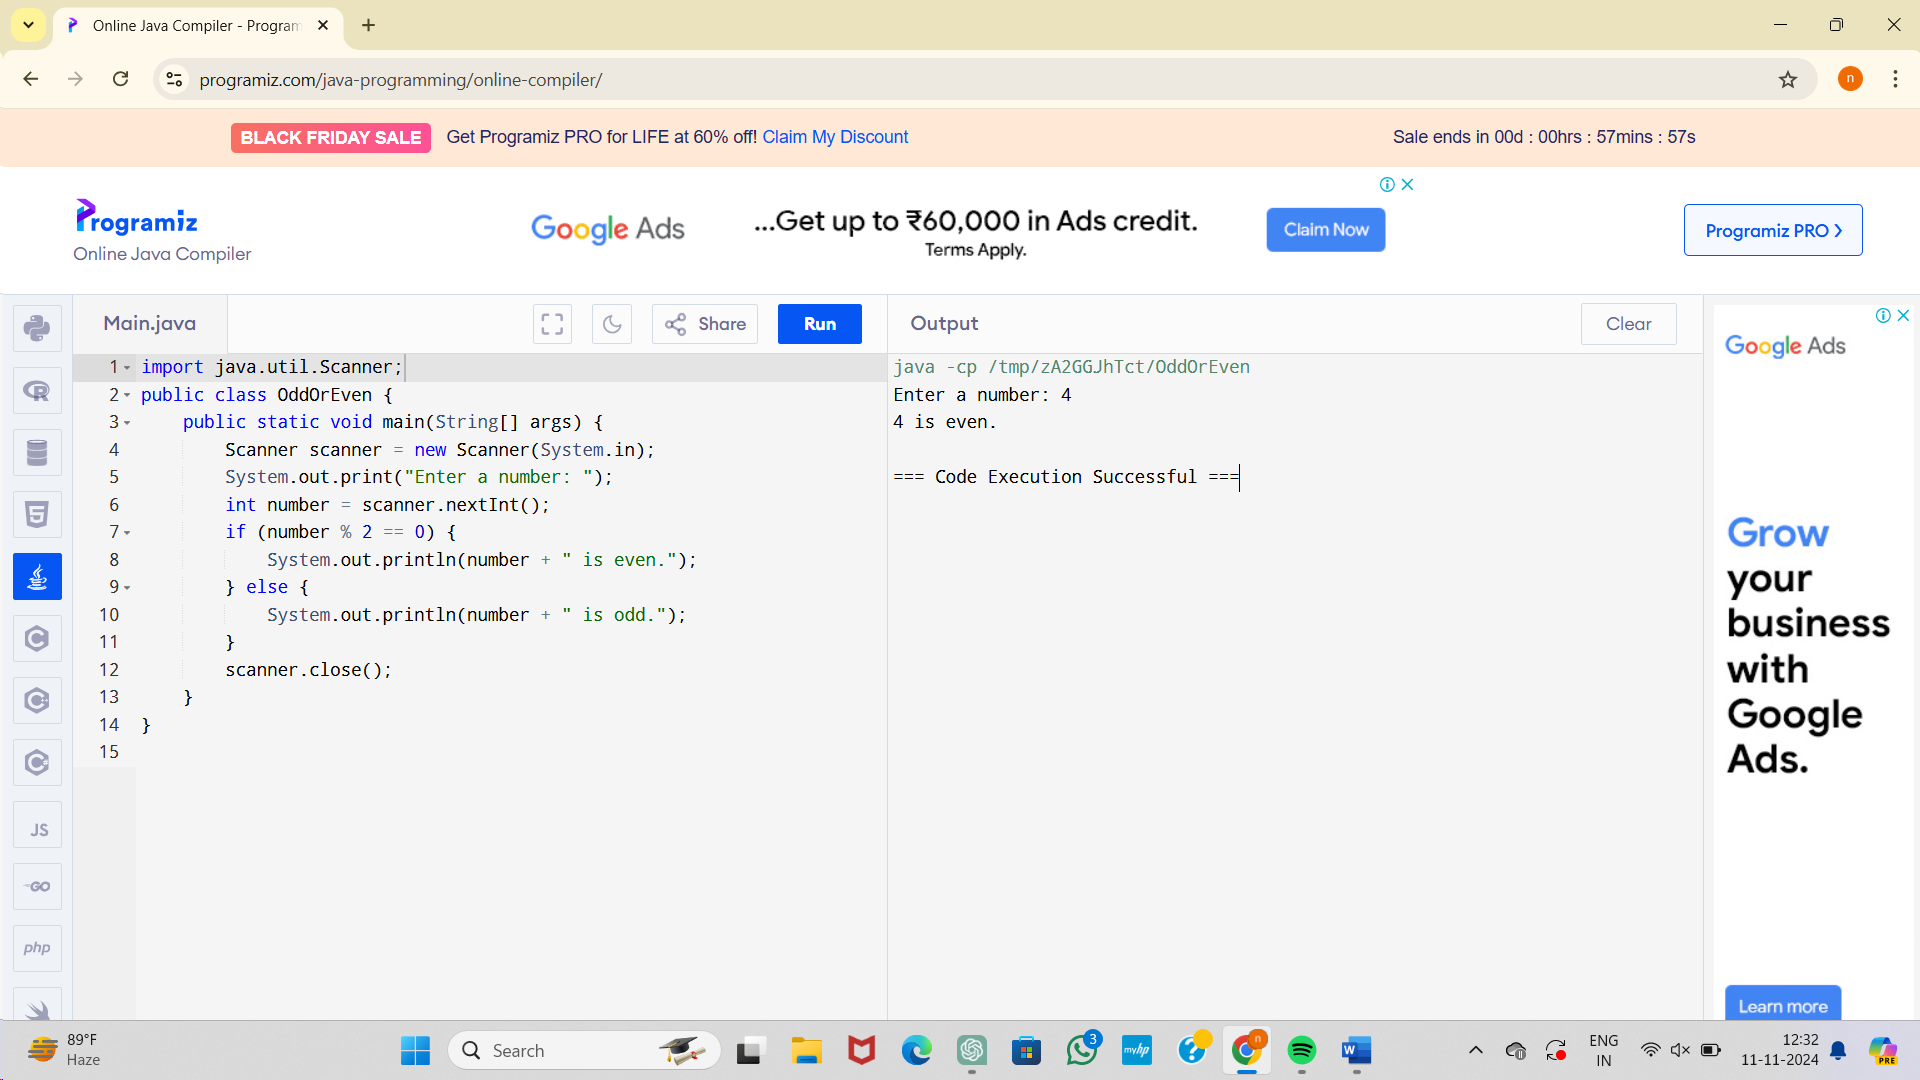 Online Java Compiler - Program
programiz.com/java-programming/online-compiler/
n
BLACK FRIDAY SALE Get Programiz PRO for LIFE at 60% off! Claim My Discount Sale ends in 00d : 00hrs : 57mins : 57s
Programiz
Online Java Compiler
Google Ads
...Get up to ₹60,000 in Ads credit.
Terms Apply.
Claim Now
Programiz PRO
Main.java
Share
Run
Output
Clear
1 import java.util.Scanner;
2 public class OddOrEven {
3 public static void main(String[] args) {
4 Scanner scanner = new Scanner(System.in);
5 System.out.print("Enter a number: ");
6 int number = scanner.nextInt();
7 if (number % 2 == 0) {
8 System.out.println(number + " is even.");
9 } else {
10 System.out.println(number + " is odd.");
11 }
12 scanner.close();
13 }
14 }
15
java -cp /tmp/zA2GGJhTct/OddOrEven
Enter a number: 4
4 is even.
=== Code Execution Successful ===
R
5
C
C
C
JS
GO
php
Google Ads
Grow
your
business
with
Google
Ads.
Learn more
89°F
Haze
Search
3
myhp
n
W
ENG
IN
12:32
11-11-2024
PRE